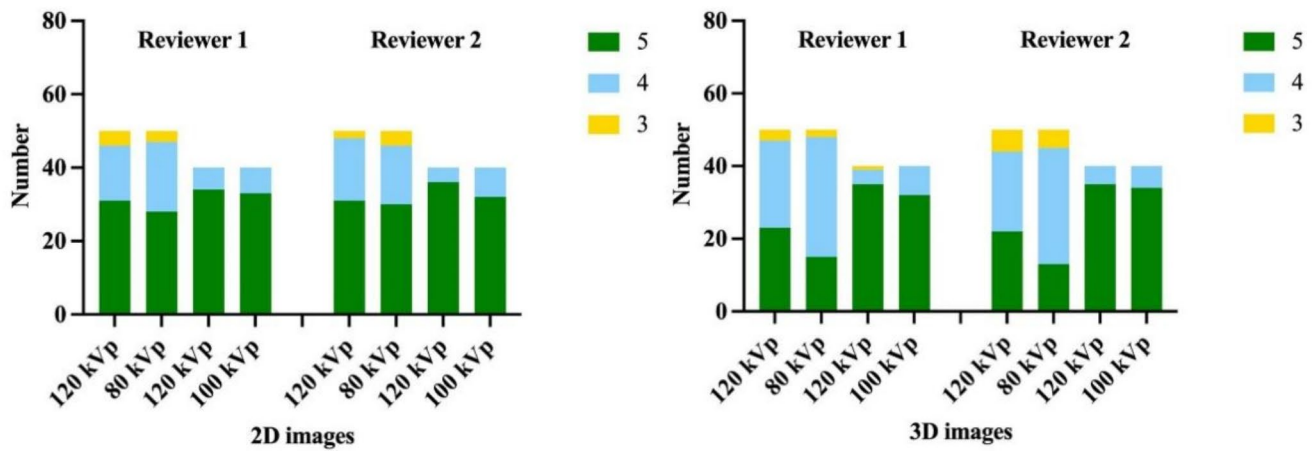 80
60
40
20
0
Number
Reviewer 1
Reviewer 2
5
4
3
120 kVp
80 kVp
120 kVp
100 kVp
120 kVp
80 kVp
120 kVp
100 kVp
2D images
80
60
40
20
0
Number
Reviewer 1
Reviewer 2
5
4
3
120 kVp
80 kVp
120 kVp
100 kVp
120 kVp
80 kVp
120 kVp
100 kVp
3D images